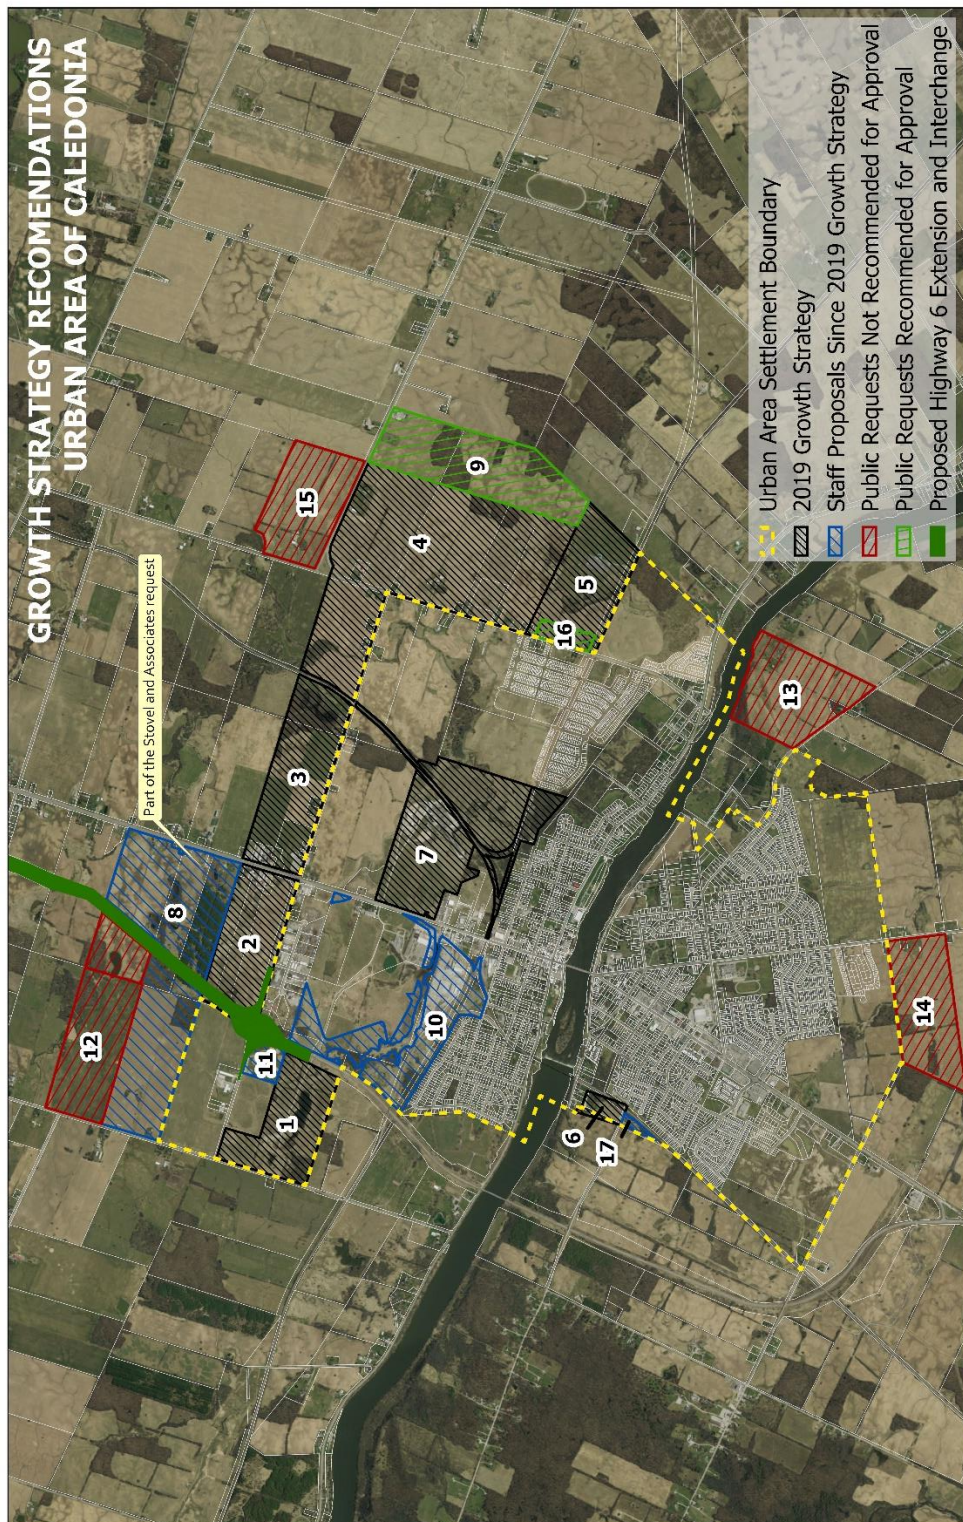 GROWTH STRATEGY RECOMMENDATIONS
URBAN AREA OF CALEDONIA
Part of the Stovel and Associates request
12
8
15
11
2
3
4
9
1
7
5
16
10
6
17
13
14
Urban Area Settlement Boundary
2019 Growth Strategy
Staff Proposals Since 2019 Growth Strategy
Public Requests Not Recommended for Approval
Public Requests Recommended for Approval
Proposed Highway 6 Extension and Interchange